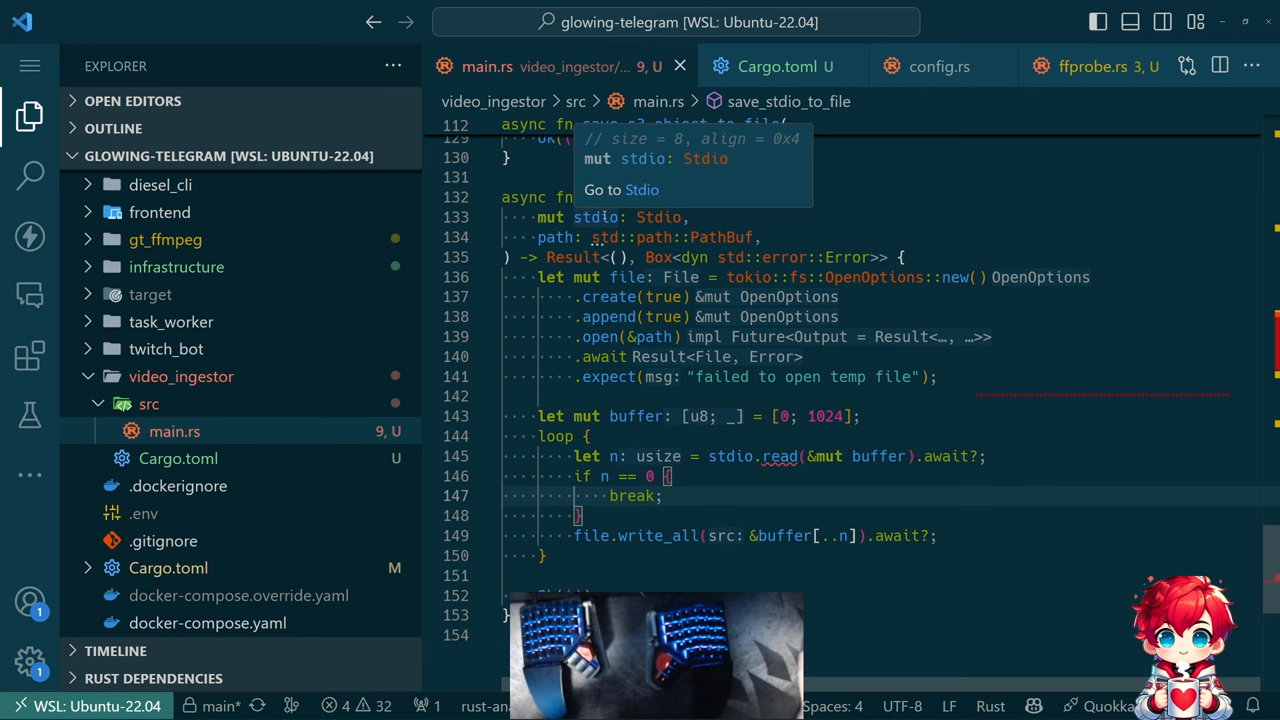 glowing-telegram [WSL: Ubuntu-22.04]
EXPLORER
OPEN EDITORS
OUTLINE
GLOWING-TELEGRAM [WSL: UBUNTU-22.04]
diesel_cli
frontend
gt_ffmpeg
infrastructure
target
task_worker
twitch_bot
video_ingestor
src
main.rs 9, U
Cargo.toml U
.dockerignore
.env
.gitignore
Cargo.toml M
docker-compose.override.yaml
docker-compose.yaml
TIMELINE
RUST DEPENDENCIES
main.rs video_ingestor/... 9, U
Cargo.toml U
config.rs
ffprobe.rs 3, U
video_ingestor > src > main.rs > save_stdio_to_file
112 async fn save_s3_object_to_file(
// size = 8, align = 0x4
mut stdio: Stdio
Go to Stdio
129 Ok((
130 }
131
132 async fn
133 mut stdio: Stdio,
134 path: std::path::PathBuf,
135 ) -> Result<(), Box<dyn std::error::Error>> {
136 let mut file: File = tokio::fs::OpenOptions::new() OpenOptions
137 .create(true) &mut OpenOptions
138 .append(true) &mut OpenOptions
139 .open(&path) impl Future<Output = Result<…, …>>
140 .await Result<File, Error>
141 .expect(msg: "failed to open temp file");
142
143 let mut buffer: [u8; _] = [0; 1024];
144 loop {
145 let n: usize = stdio.read(&mut buffer).await?;
146 if n == 0 {
147 break;
148 }
149 file.write_all(src: &buffer[..n]).await?;
150 }
151
152 Ok(())
153 }
154
1
1
WSL: Ubuntu-22.04 main* 4 32 1 rust-an Spaces: 4 UTF-8 LF Rust Quokka